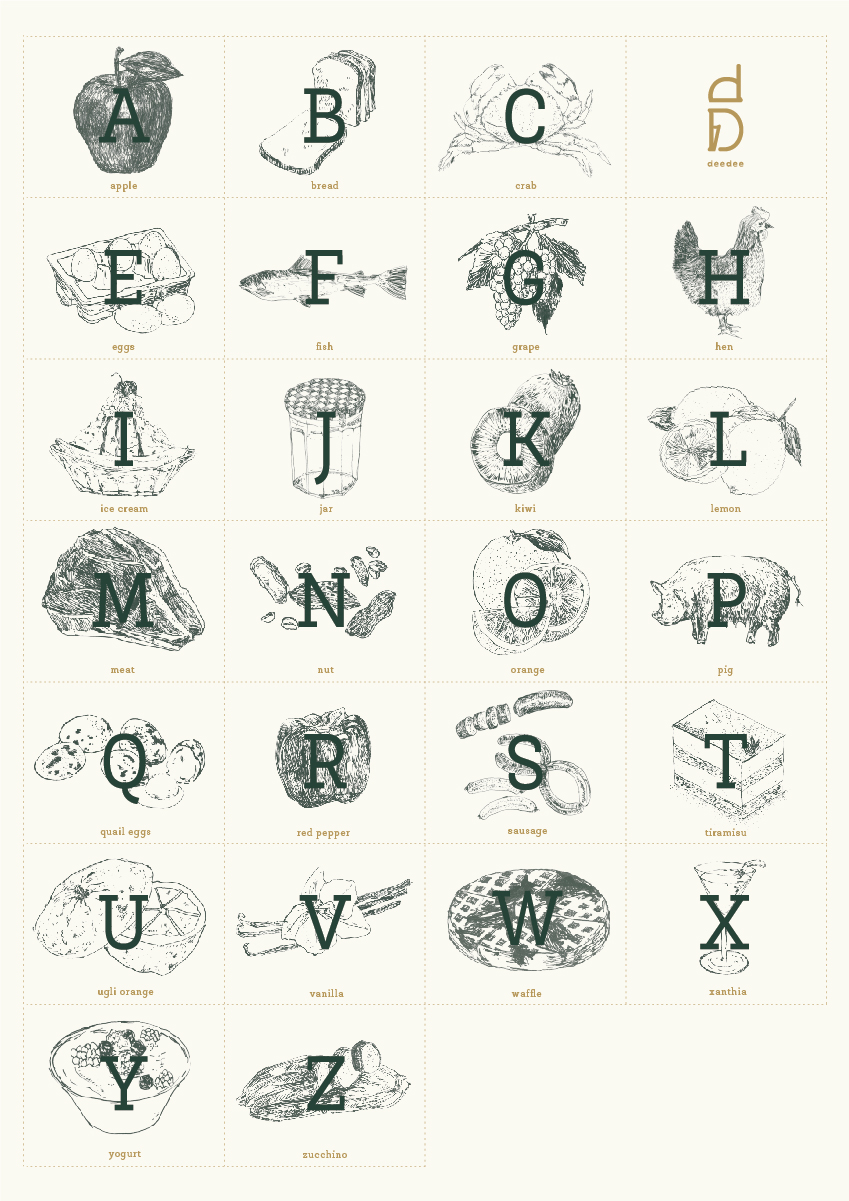 A
apple
B
bread
C
crab
d
D
deedee
E
eggs
F
fish
G
grape
H
hen
I
ice cream
J
jar
K
kiwi
L
lemon
M
meat
N
nut
O
orange
P
pig
Q
quail eggs
R
red pepper
S
sausage
T
tiramisu
U
ugli orange
V
vanilla
W
waffle
X
xanthia
Y
yogurt
Z
zucchino